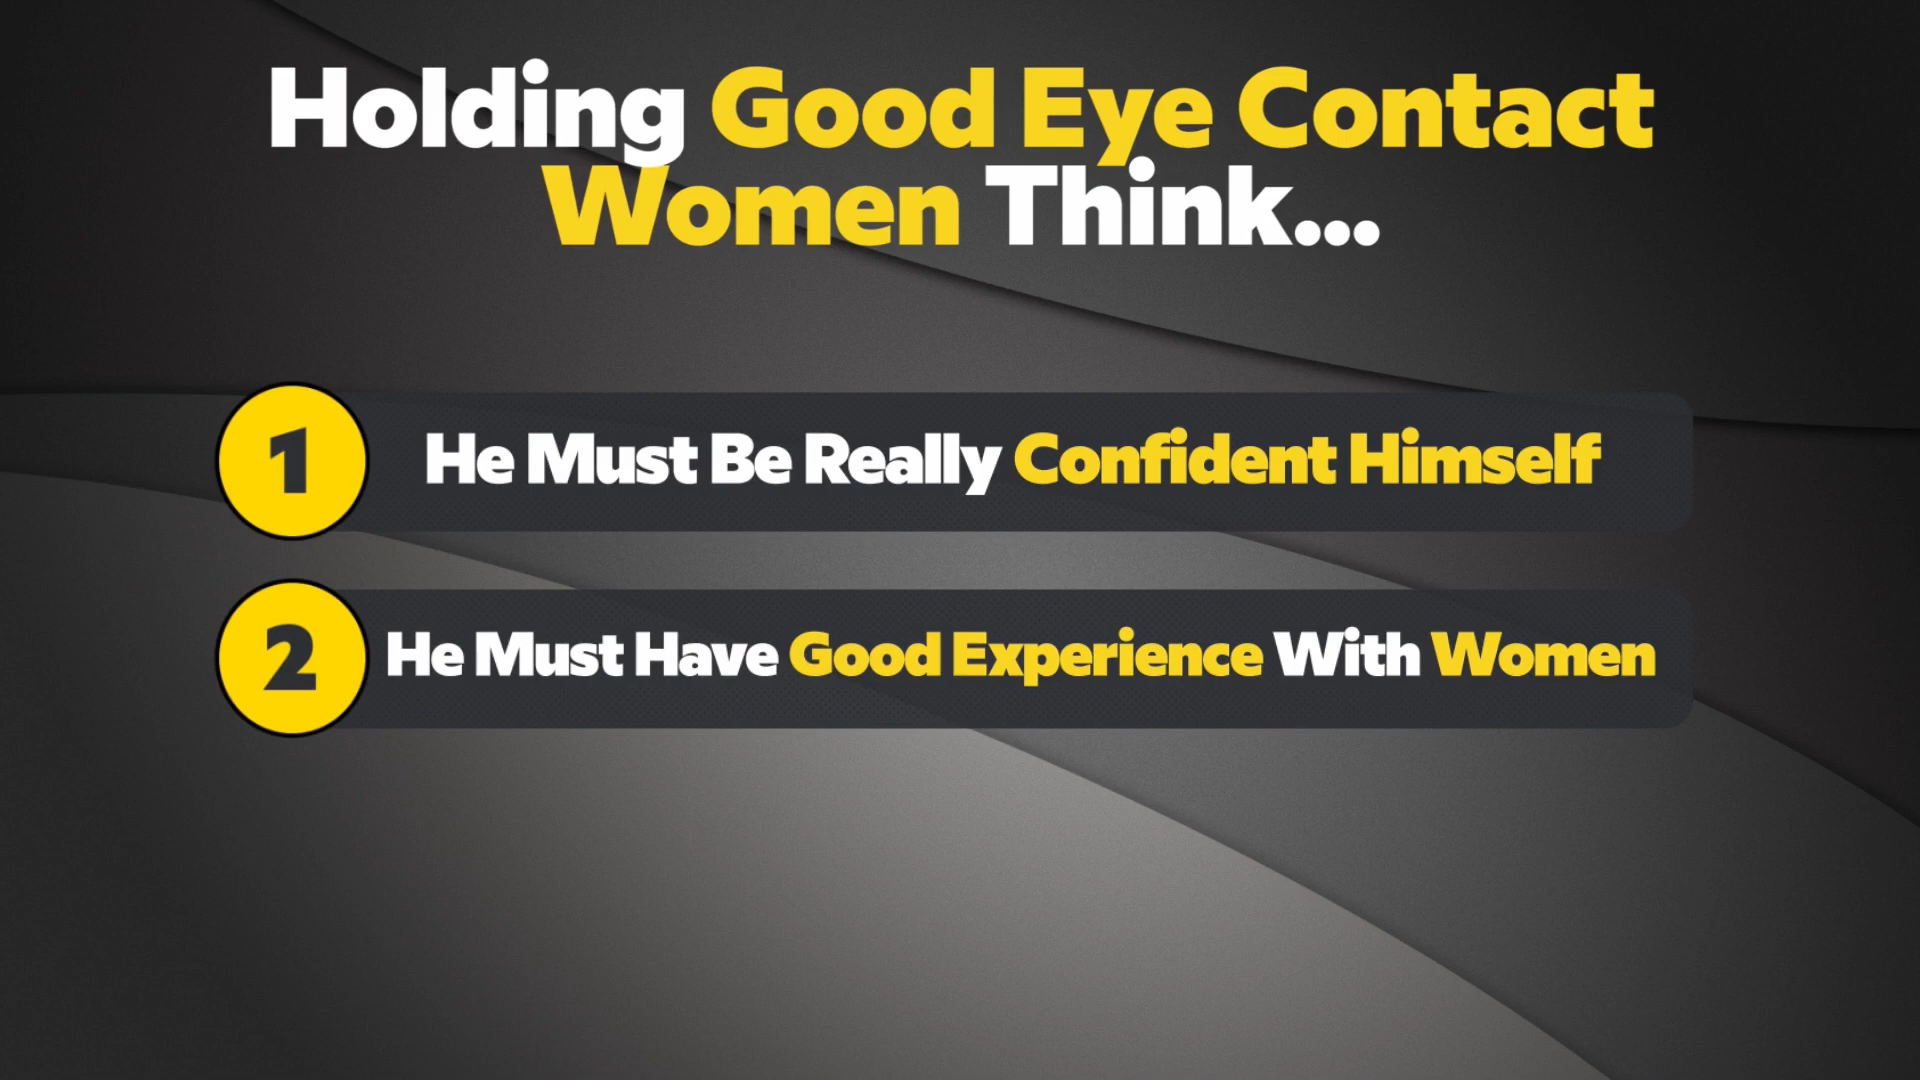 Holding Good Eye Contact
Women Think...
1 He Must Be Really Confident Himself
2 He Must Have Good Experience With Women